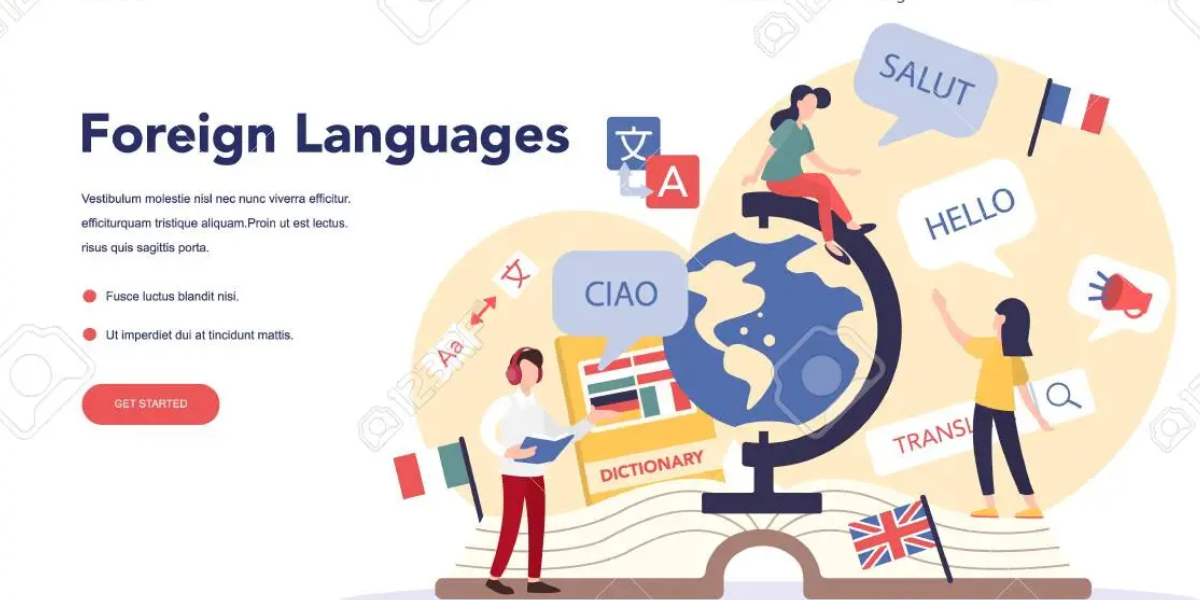 Foreign Languages
Vestibulum molestie nisl nec nunc viverra efficitur.
efficiturquam tristique aliquam.Proin ut est lectus.
risus quis sagittis porta.
Fusce luctus blandit nisi.
Ut imperdiet dui at tincidunt mattis.
GET STARTED
文
A
SALUT
HELLO
CIAO
文
Aa
DICTIONARY
TRANSL
123RF